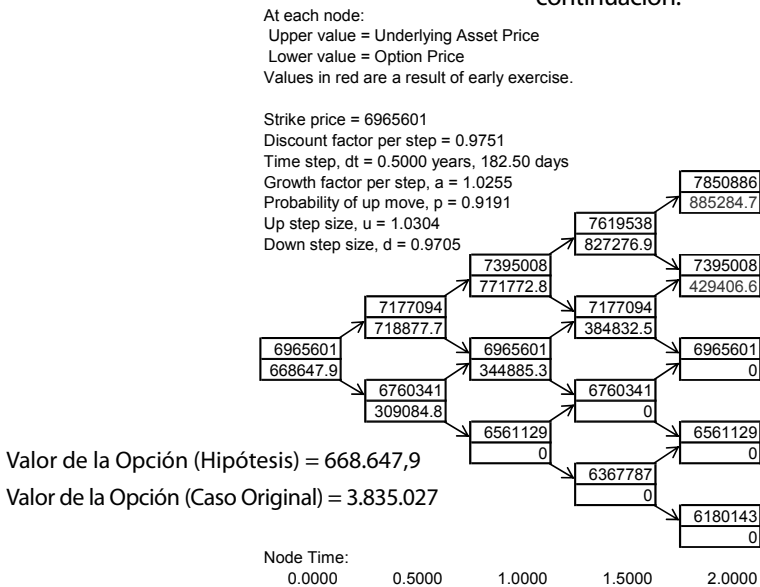 continuación.
At each node:
Upper value = Underlying Asset Price
Lower value = Option Price
Values in red are a result of early exercise.
Strike price = 6965601
Discount factor per step = 0.9751
Time step, dt = 0.5000 years, 182.50 days
Growth factor per step, a = 1.0255
Probability of up move, p = 0.9191
Up step size, u = 1.0304
Down step size, d = 0.9705
7850886
885284.7
7619538
827276.9
7395008
771772.8
7395008
429406.6
7177094
718877.7
7177094
384832.5
6965601
668647.9
6965601
344885.3
6965601
0
6760341
309084.8
6760341
0
6561129
0
6561129
0
6367787
0
6180143
0
Valor de la Opción (Hipótesis) = 668.647,9
Valor de la Opción (Caso Original) = 3.835.027
Node Time:
0.0000 0.5000 1.0000 1.5000 2.0000